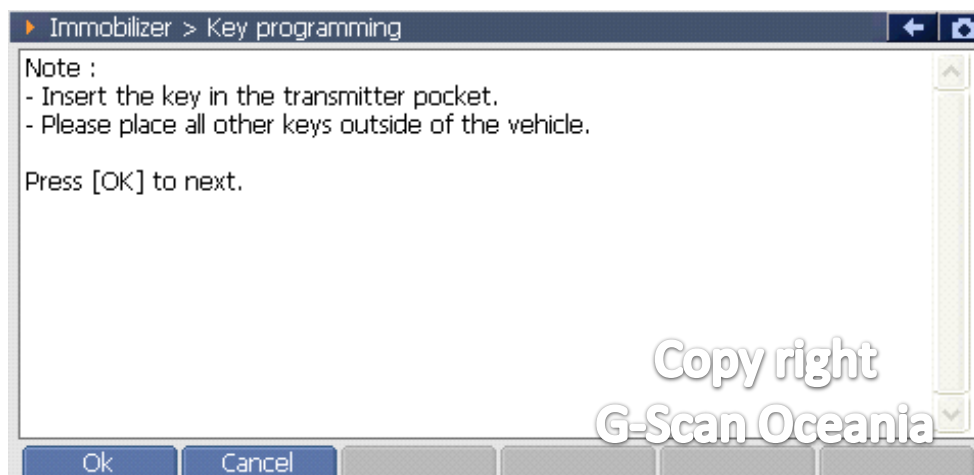 Immobilizer > Key programming
Note :
- Insert the key in the transmitter pocket.
- Please place all other keys outside of the vehicle.
Press [OK] to next.
Copy right
G-Scan Oceania
Ok
Cancel